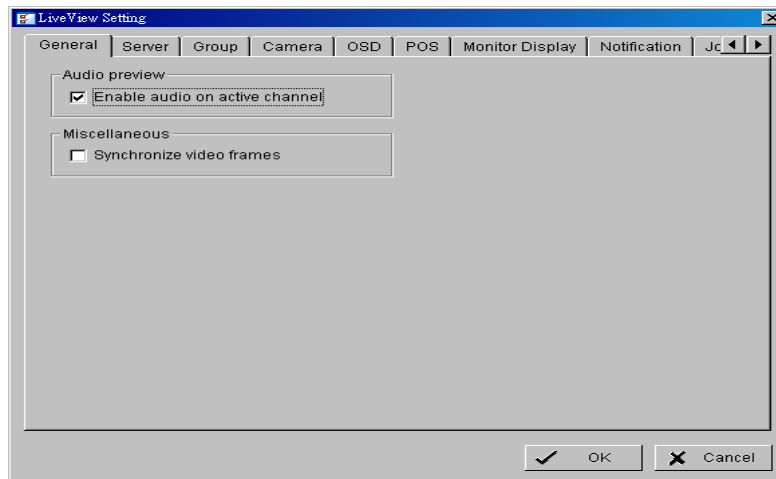 LiveView Setting
General Server Group Camera OSD POS Monitor Display Notification
Audio preview
Enable audio on active channel
Miscellaneous
Synchronize video frames
OK Cancel